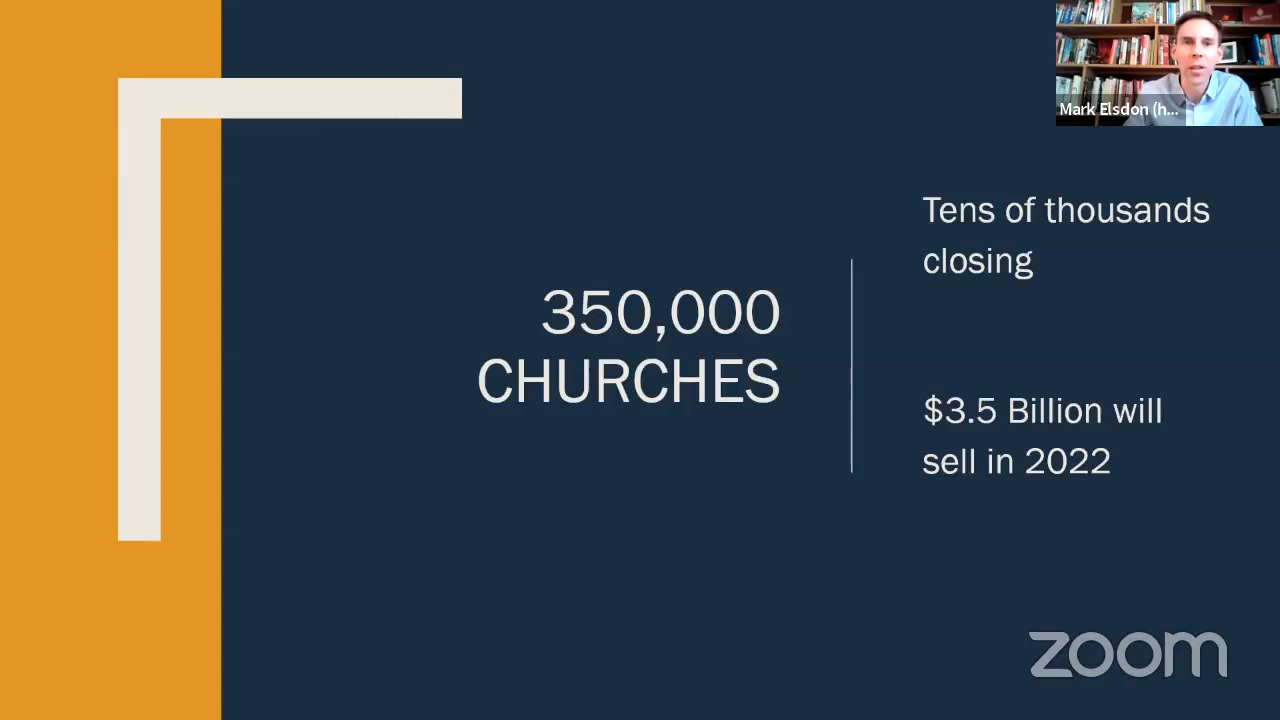 Mark Elsdon (h...
Tens of thousands
closing
350,000
CHURCHES
$3.5 Billion will
sell in 2022
zoom